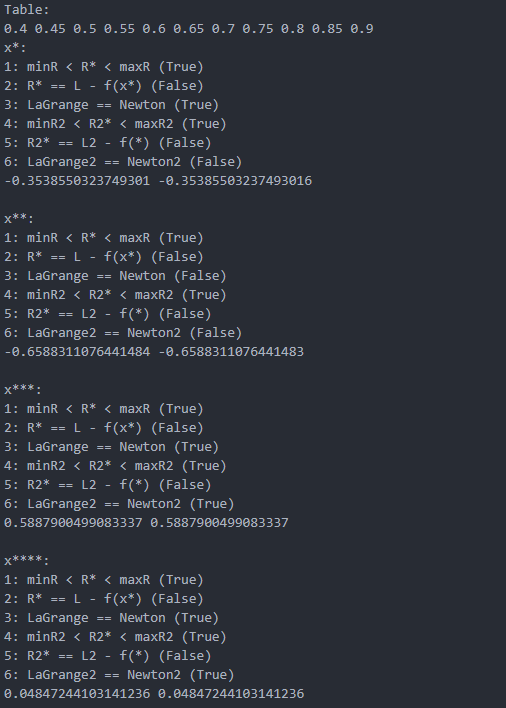 Table:
0.4 0.45 0.5 0.55 0.6 0.65 0.7 0.75 0.8 0.85 0.9
x*:
1: minR < R* < maxR (True)
2: R* == L - f(x*) (False)
3: LaGrange == Newton (True)
4: minR2 < R2* < maxR2 (True)
5: R2* == L2 - f(*) (False)
6: LaGrange2 == Newton2 (False)
-0.3538550323749301 -0.35385503237493016
x**:
1: minR < R* < maxR (True)
2: R* == L - f(x*) (False)
3: LaGrange == Newton (False)
4: minR2 < R2* < maxR2 (True)
5: R2* == L2 - f(*) (False)
6: LaGrange2 == Newton2 (False)
-0.6588311076441484 -0.6588311076441483
x***:
1: minR < R* < maxR (True)
2: R* == L - f(x*) (False)
3: LaGrange == Newton (True)
4: minR2 < R2* < maxR2 (True)
5: R2* == L2 - f(*) (False)
6: LaGrange2 == Newton2 (True)
0.5887900499083337 0.5887900499083337
x****:
1: minR < R* < maxR (True)
2: R* == L - f(x*) (False)
3: LaGrange == Newton (True)
4: minR2 < R2* < maxR2 (True)
5: R2* == L2 - f(*) (False)
6: LaGrange2 == Newton2 (True)
0.04847244103141236 0.04847244103141236